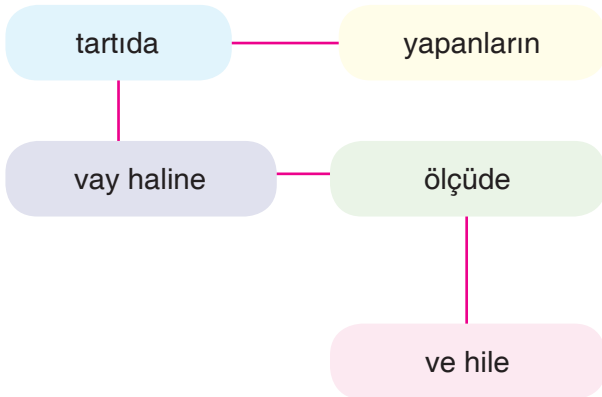 tartıda
yapanların
vay haline
ölçüde
ve hile